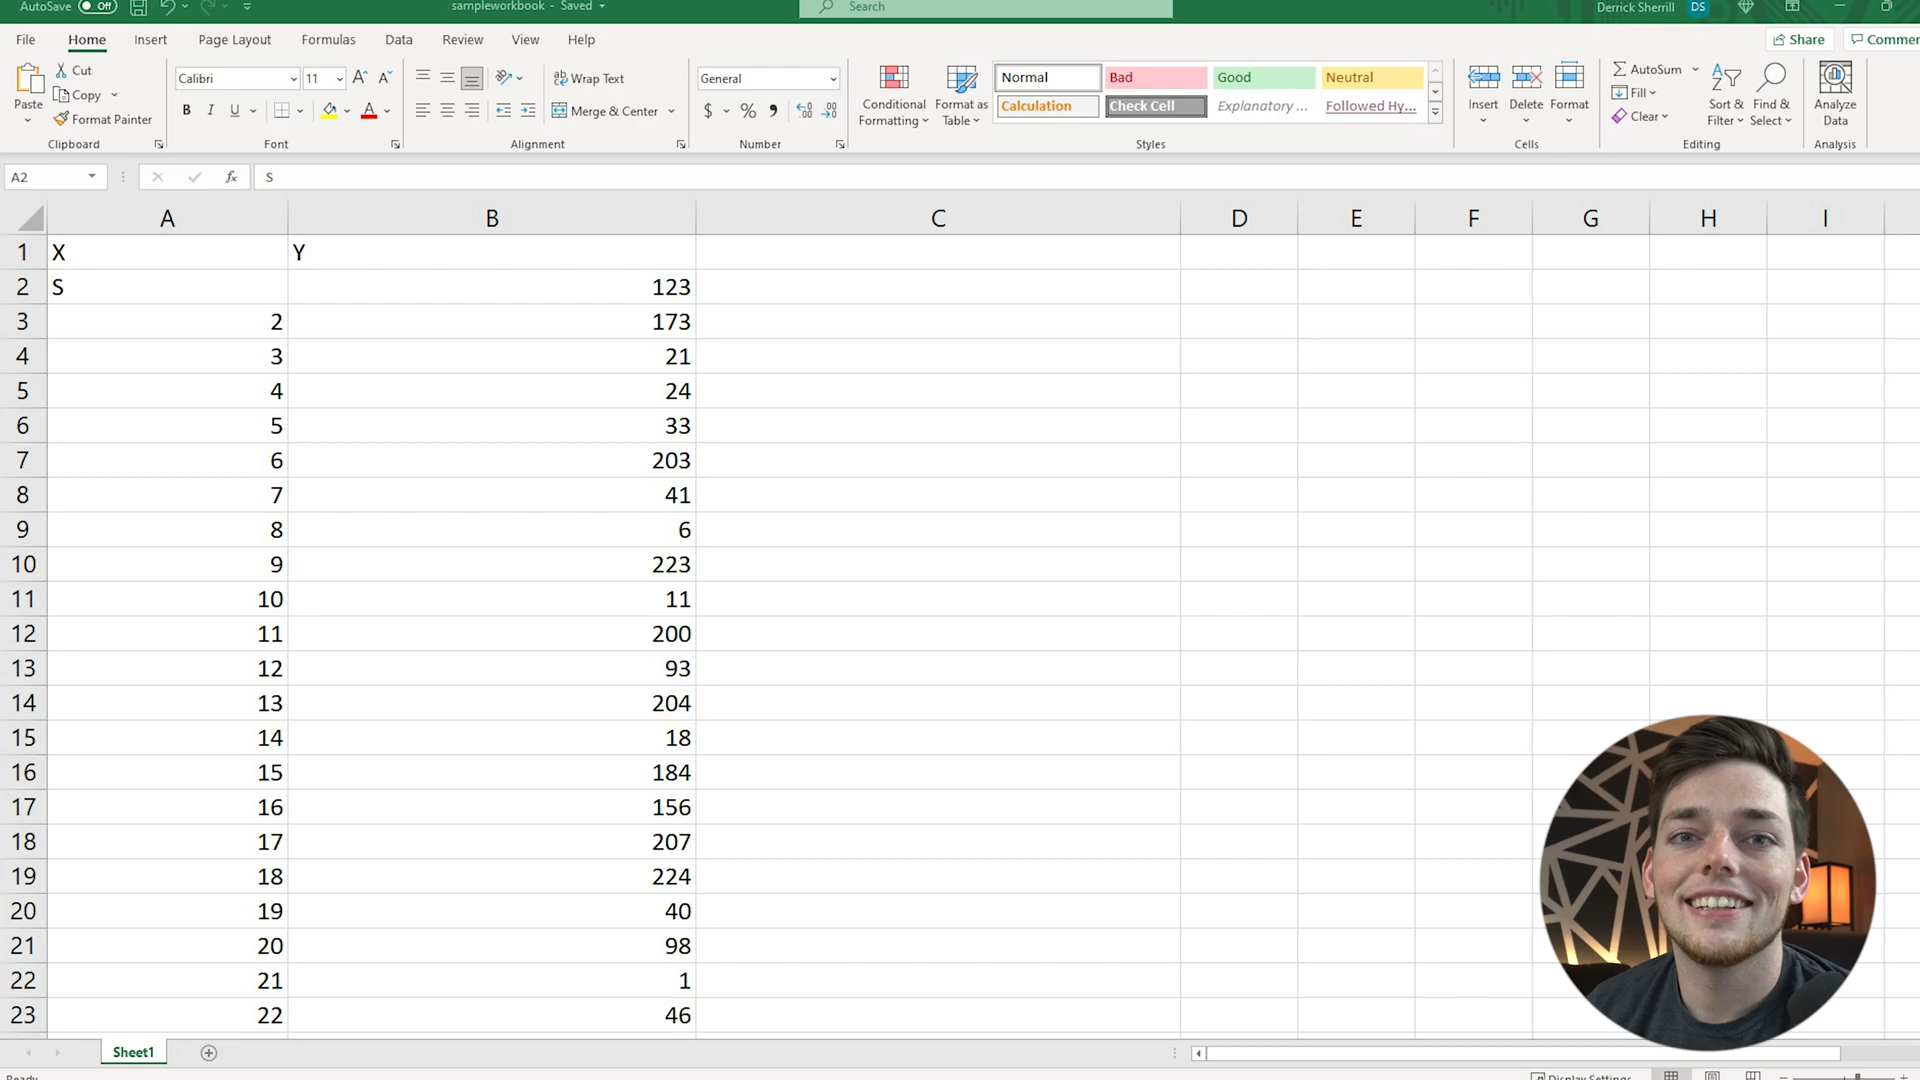 AutoSave Off sampleworkbook - Saved Search Derrick Sherrill DS
File Home Insert Page Layout Formulas Data Review View Help Share Commen
Paste Cut Copy Format Painter Clipboard
Calibri 11 A A B I U A Font
ab Wrap Text Merge & Center Alignment
General $ % , .00 Number
Conditional Formatting Format as Table
Normal Bad Good Neutral
Calculation Check Cell Explanatory ... Followed Hy...
Styles
Insert Delete Format Cells
AutoSum Fill Clear Sort & Filter Find & Select Editing
Analyze Data Analysis
A2 fx S
A B C D E F G H I
1 X Y
2 S 123
3 2 173
4 3 21
5 4 24
6 5 33
7 6 203
8 7 41
9 8 6
10 9 223
11 10 11
12 11 200
13 12 93
14 13 204
15 14 18
16 15 184
17 16 156
18 17 207
19 18 224
20 19 40
21 20 98
22 21 1
23 22 46
Sheet1
Ready Display Settings